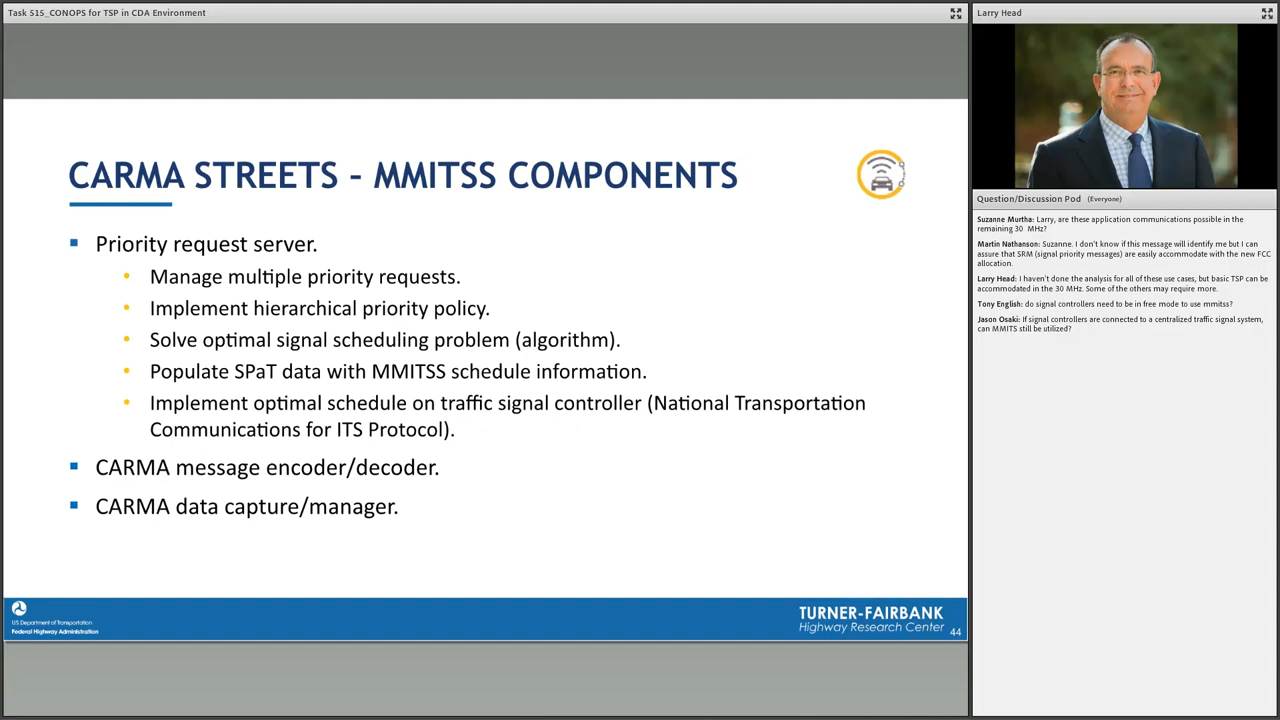 Task 515_CONOPS for TSP in CDA Environment
CARMA STREETS - MMITSS COMPONENTS
Priority request server.
Manage multiple priority requests.
Implement hierarchical priority policy.
Solve optimal signal scheduling problem (algorithm).
Populate SPaT data with MMITSS schedule information.
Implement optimal schedule on traffic signal controller (National Transportation
Communications for ITS Protocol).
CARMA message encoder/decoder.
CARMA data capture/manager.
U.S. Department of Transportation
Federal Highway Administration
TURNER-FAIRBANK
Highway Research Center
44
Larry Head
Question/Discussion Pod (Everyone)
Suzanne Murtha: Larry, are these application communications possible in the
remaining 30 MHz?
Martin Nathanson: Suzanne. I don't know if this message will identify me but I can
assure that SRM (signal priority messages) are easily accommodate with the new FCC
allocation.
Larry Head: I haven't done the analysis for all of these use cases, but basic TSP can be
accommodated in the 30 MHz. Some of the others may require more.
Tony English: do signal controllers need to be in free mode to use mmitss?
Jason Osaki: If signal controllers are connected to a centralized traffic signal system,
can MMITS still be utilized?